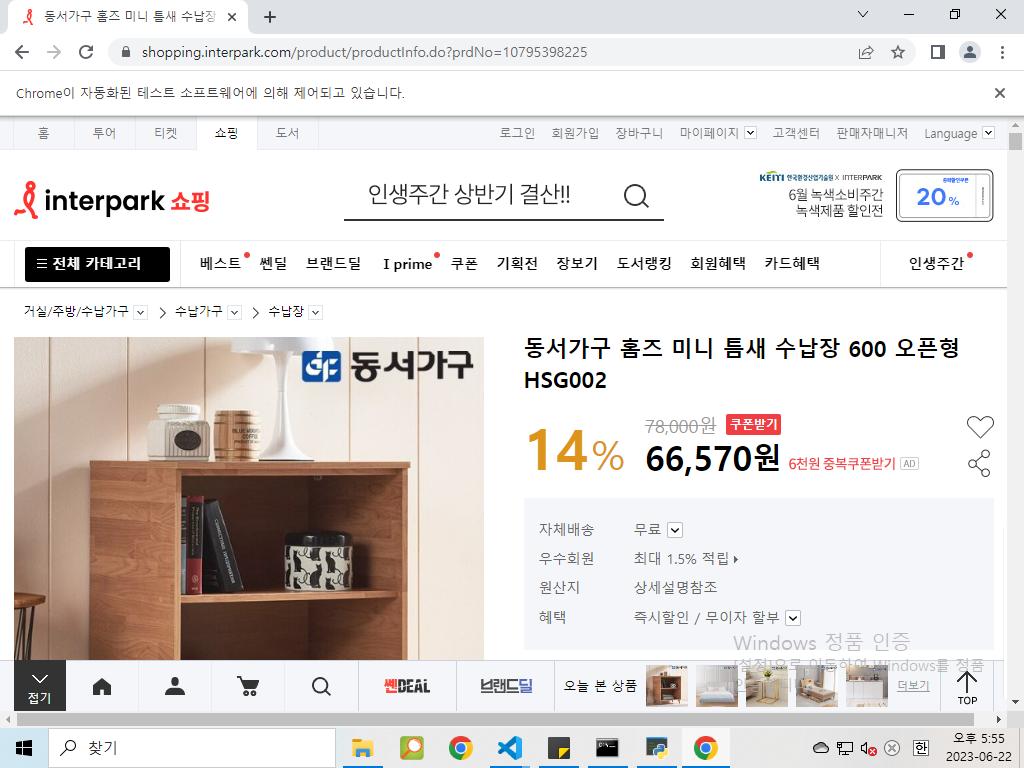 동서가구 홈즈 미니 틈새 수납장
shopping.interpark.com/product/productInfo.do?prdNo=10795398225
Chrome이 자동화된 테스트 소프트웨어에 의해 제어되고 있습니다.
홈 투어 티켓 쇼핑 도서 로그인 회원가입 장바구니 마이페이지 고객센터 판매자매니저 Language
KEITI 한국환경산업기술원 X INTERPARK
interpark 쇼핑 인생주간 상반기 결산!! 6월 녹색소비주간 20%
녹색제품 할인전
전체 카테고리 베스트 쎈딜 브랜드딜 I prime 쿠폰 기획전 장보기 도서랭킹 회원혜택 카드혜택 인생주간
거실/주방/수납가구 수납가구 수납장
동서가구
동서가구 홈즈 미니 틈새 수납장 600 오픈형
HSG002
14% 78,000원 쿠폰받기
66,570원 6천원 중복쿠폰받기 AD
자체배송 무료
우수회원 최대 1.5% 적립
원산지 상세설명참조
혜택 즉시할인 / 무이자 할부
Windows 정품 인증
[설정]으로 이동하여 Windows를 정품
접기 쎈DEAL 브랜드딜 오늘 본 상품 더보기 TOP
찾기 한 오후 5:55
2023-06-22